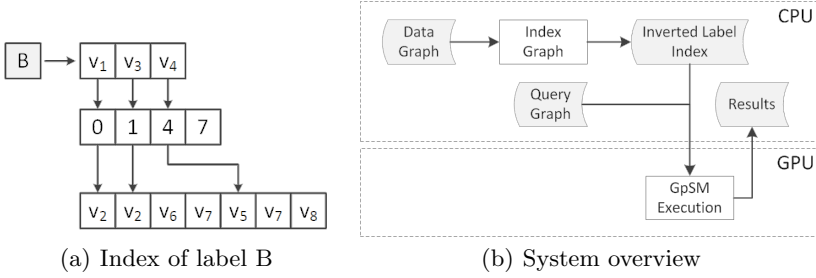 B
v1 v3 v4
0 1 4 7
v2 v2 v6 v7 v5 v7 v8
(a) Index of label B
CPU
Data
Graph
Index
Graph
Inverted Label
Index
Query
Graph
Results
GPU
GpSM
Execution
(b) System overview